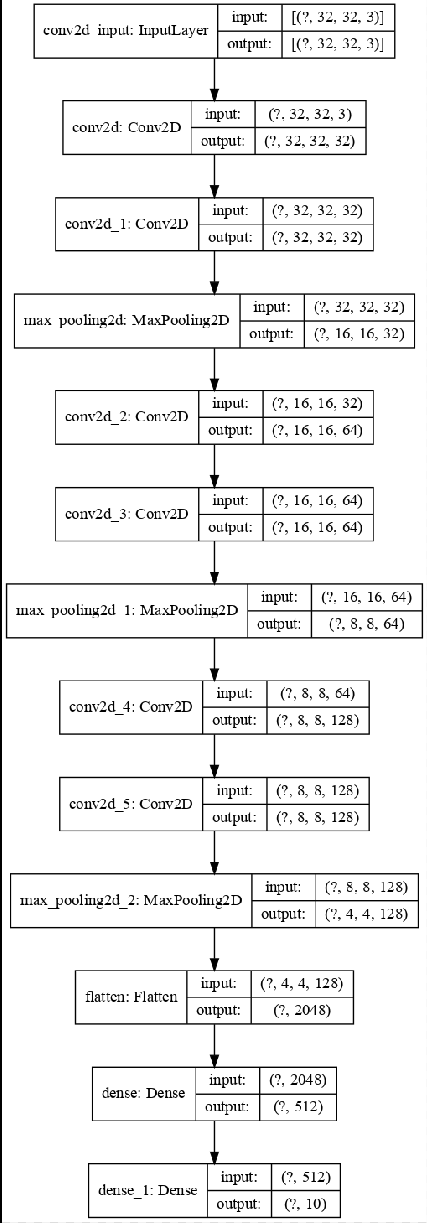 conv2d_input: InputLayer
input: [(?, 32, 32, 3)]
output: [(?, 32, 32, 3)]
conv2d: Conv2D
input: (?, 32, 32, 3)
output: (?, 32, 32, 32)
conv2d_1: Conv2D
input: (?, 32, 32, 32)
output: (?, 32, 32, 32)
max_pooling2d: MaxPooling2D
input: (?, 32, 32, 32)
output: (?, 16, 16, 32)
conv2d_2: Conv2D
input: (?, 16, 16, 32)
output: (?, 16, 16, 64)
conv2d_3: Conv2D
input: (?, 16, 16, 64)
output: (?, 16, 16, 64)
max_pooling2d_1: MaxPooling2D
input: (?, 16, 16, 64)
output: (?, 8, 8, 64)
conv2d_4: Conv2D
input: (?, 8, 8, 64)
output: (?, 8, 8, 128)
conv2d_5: Conv2D
input: (?, 8, 8, 128)
output: (?, 8, 8, 128)
max_pooling2d_2: MaxPooling2D
input: (?, 8, 8, 128)
output: (?, 4, 4, 128)
flatten: Flatten
input: (?, 4, 4, 128)
output: (?, 2048)
dense: Dense
input: (?, 2048)
output: (?, 512)
dense_1: Dense
input: (?, 512)
output: (?, 10)